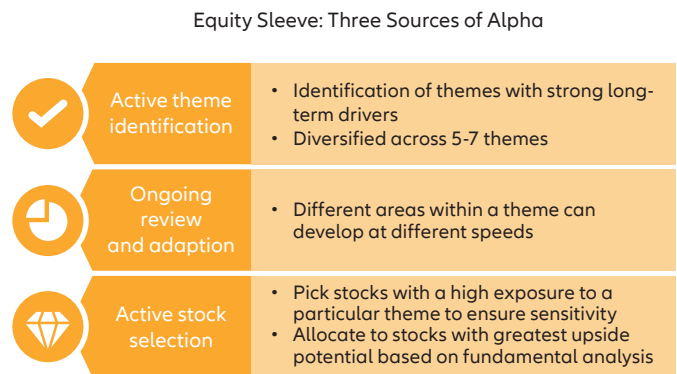 Equity Sleeve: Three Sources of Alpha
Active theme
identification
• Identification of themes with strong long-
term drivers
• Diversified across 5-7 themes
Ongoing
review
and adaption
• Different areas within a theme can
develop at different speeds
Active stock
selection
• Pick stocks with a high exposure to a
particular theme to ensure sensitivity
• Allocate to stocks with greatest upside
potential based on fundamental analysis